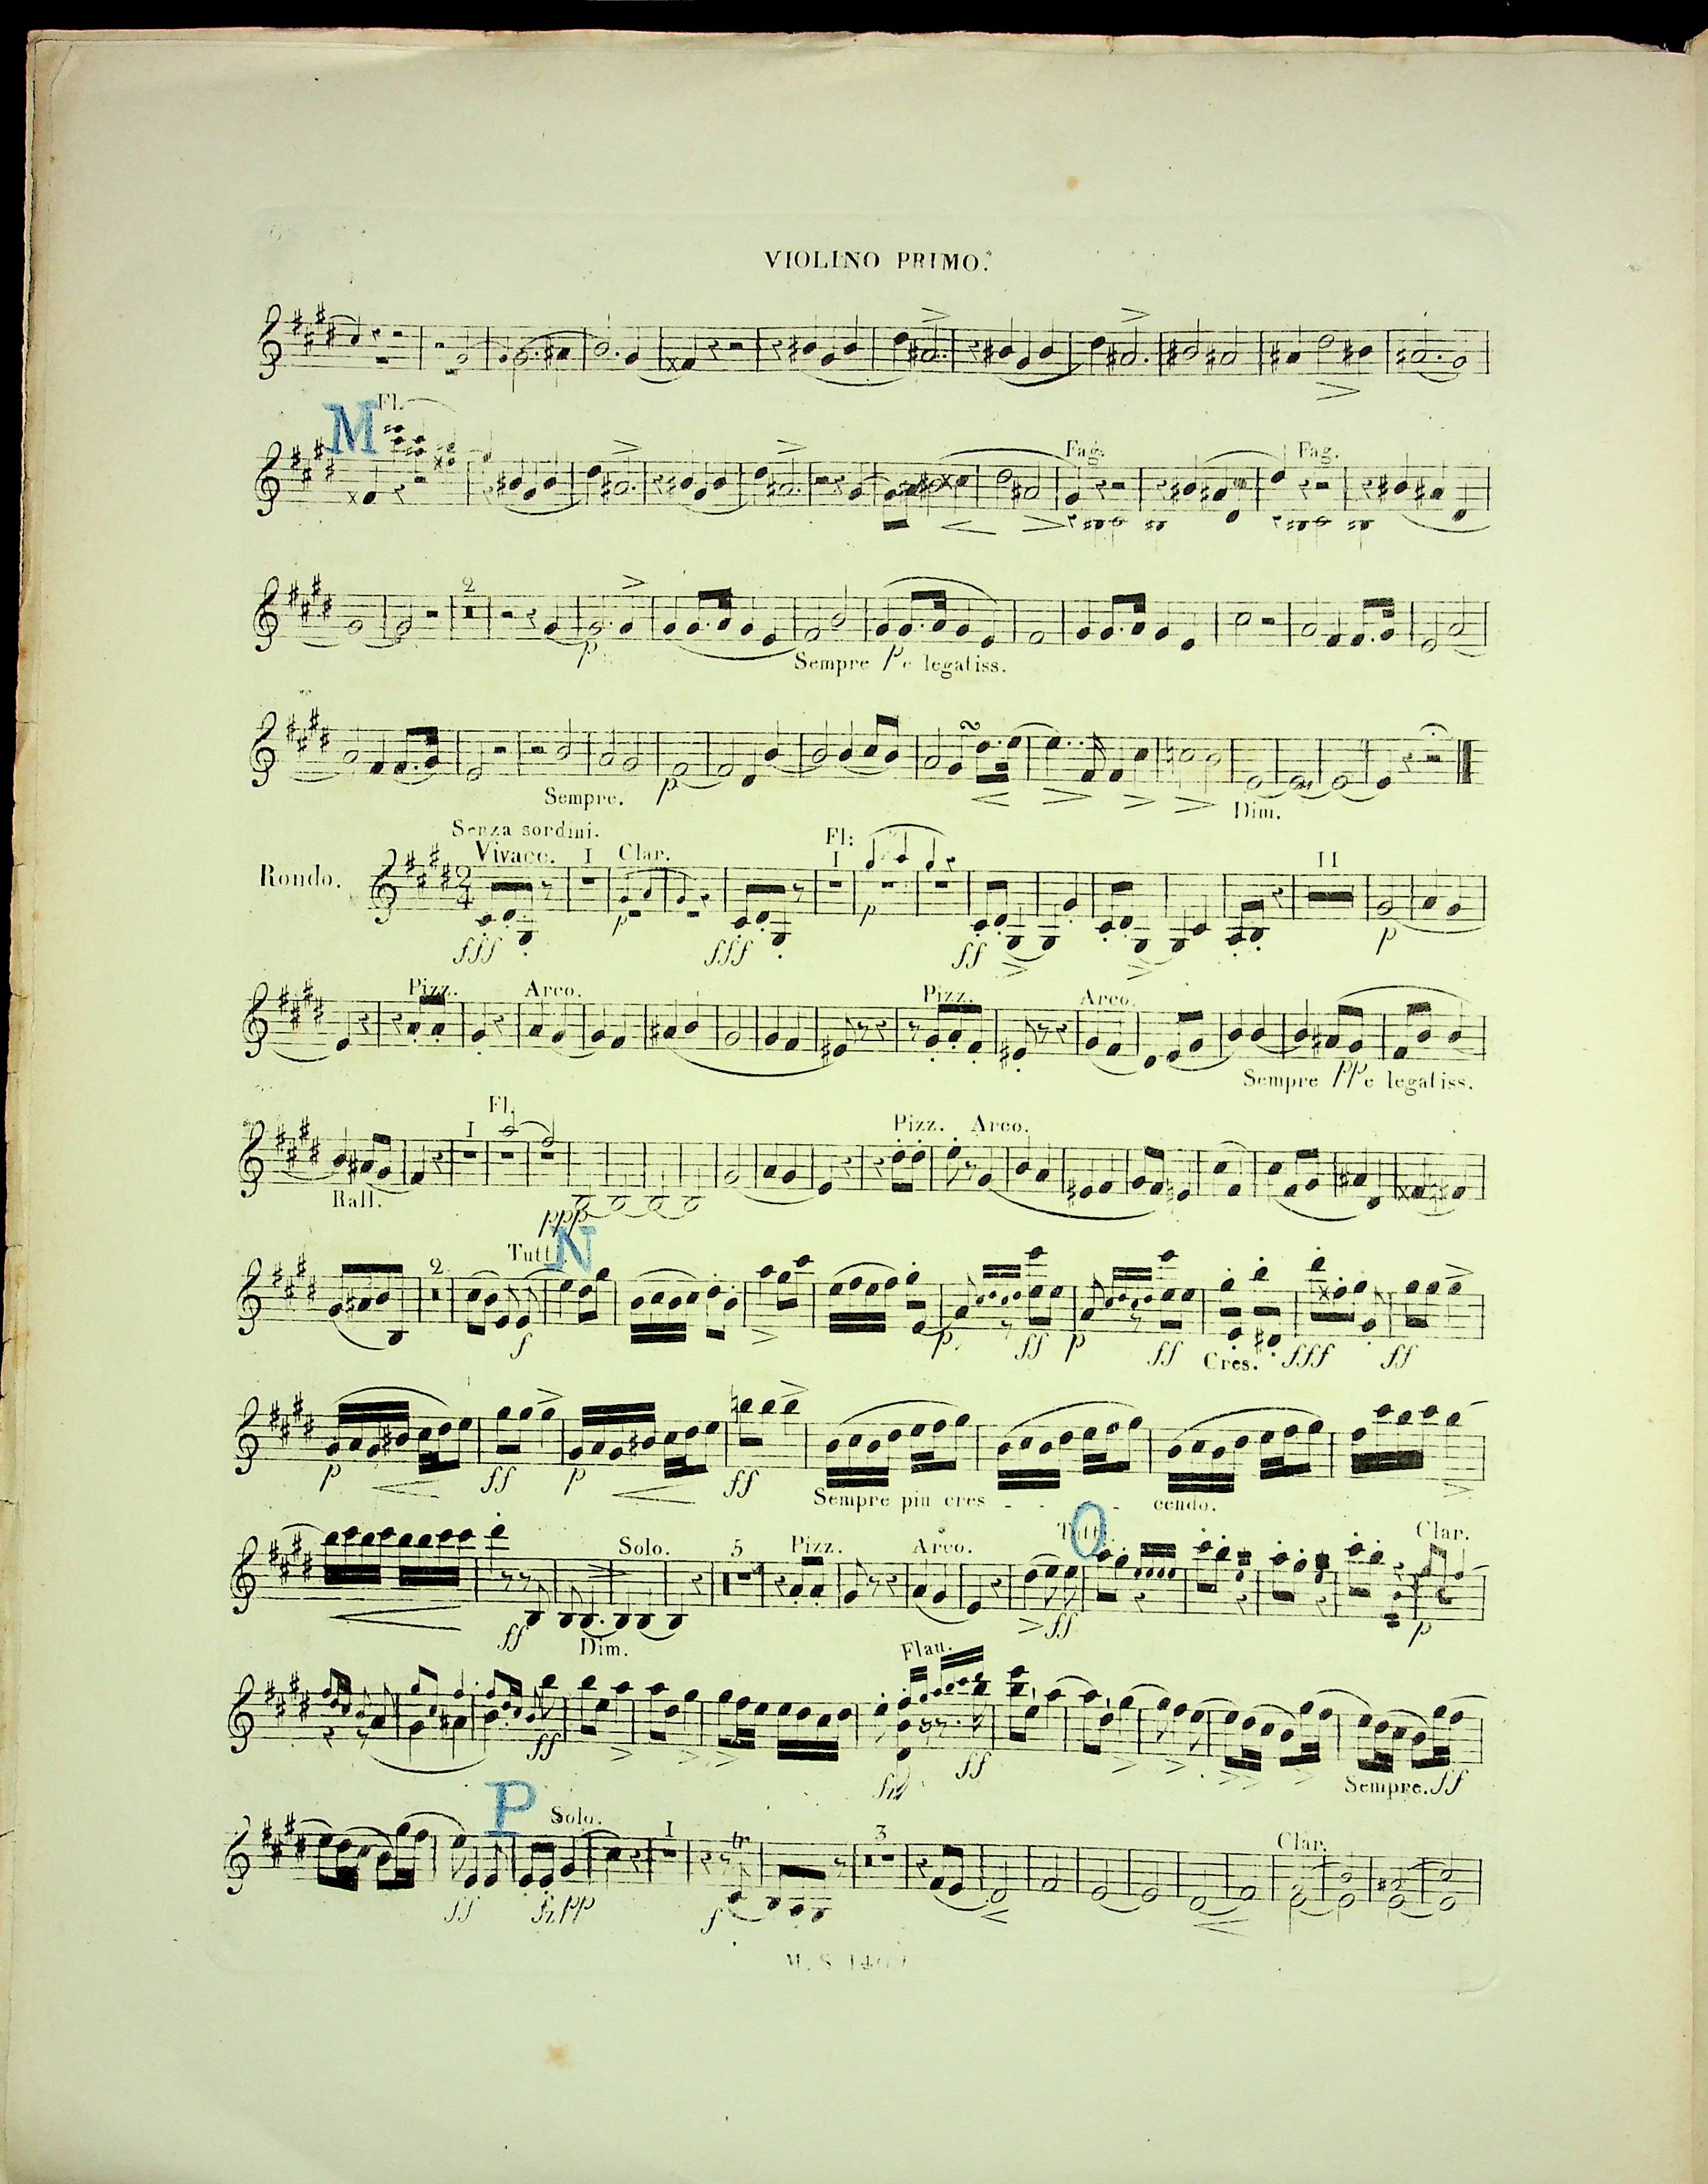 VIOLINO PRIMO.
M Fl.
Fag. Fag.
2
p Sempre p e legatiss.
Sempre. p Dim.
Senza sordini.
Rondo. Vivace. I Clar. Fl: I II
2 4
fff p fff p ff p
Pizz. Arco. Pizz. Arco.
Sempre pp e legatiss.
I Fl. Pizz. Arco.
Rall. ppp
2 Tutti N
f p ff p ff Cres. fff ff
p ff p ff Sempre piu cres - - - cendo.
Solo. 5 Pizz. Arco. Tutti O Clar.
ff Dim. ff p
Flau.
ff ff Sempre. ff
P Solo. I tr 3 Clar.
ff fz pp f